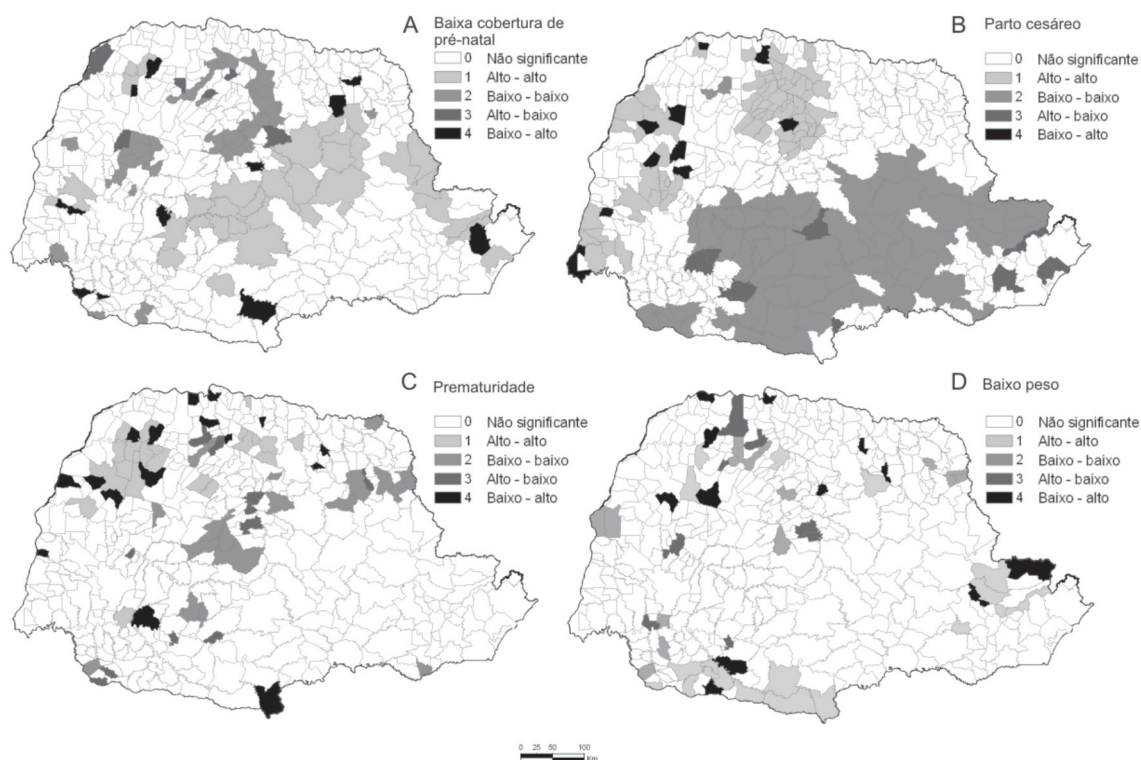 A
Baixa cobertura de
pré-natal
0 Não significante
1 Alto - alto
2 Baixo - baixo
3 Alto - baixo
4 Baixo - alto
B
Parto cesáreo
0 Não significante
1 Alto - alto
2 Baixo - baixo
3 Alto - baixo
4 Baixo - alto
C
Prematuridade
0 Não significante
1 Alto - alto
2 Baixo - baixo
3 Alto - baixo
4 Baixo - alto
D
Baixo peso
0 Não significante
1 Alto - alto
2 Baixo - baixo
3 Alto - baixo
4 Baixo - alto
0 25 50 100
Km